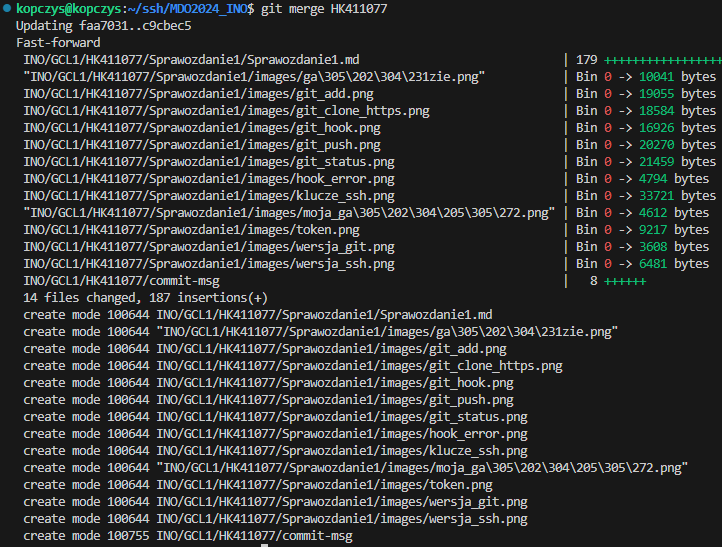 kopczys@kopczys:~/ssh/MDO2024_INO$ git merge HK411077
Updating faa7031..c9cbec5
Fast-forward
 INO/GCL1/HK411077/Sprawozdanie1/Sprawozdanie1.md | 179 +++++++++++++++++
 "INO/GCL1/HK411077/Sprawozdanie1/images/ga\305\202\304\231zie.png" | Bin 0 -> 10041 bytes
 INO/GCL1/HK411077/Sprawozdanie1/images/git_add.png | Bin 0 -> 19055 bytes
 INO/GCL1/HK411077/Sprawozdanie1/images/git_clone_https.png | Bin 0 -> 18584 bytes
 INO/GCL1/HK411077/Sprawozdanie1/images/git_hook.png | Bin 0 -> 16926 bytes
 INO/GCL1/HK411077/Sprawozdanie1/images/git_push.png | Bin 0 -> 20270 bytes
 INO/GCL1/HK411077/Sprawozdanie1/images/git_status.png | Bin 0 -> 21459 bytes
 INO/GCL1/HK411077/Sprawozdanie1/images/hook_error.png | Bin 0 -> 4794 bytes
 INO/GCL1/HK411077/Sprawozdanie1/images/klucze_ssh.png | Bin 0 -> 33721 bytes
 "INO/GCL1/HK411077/Sprawozdanie1/images/moja_ga\305\202\304\205\305\272.png" | Bin 0 -> 4612 bytes
 INO/GCL1/HK411077/Sprawozdanie1/images/token.png | Bin 0 -> 9217 bytes
 INO/GCL1/HK411077/Sprawozdanie1/images/wersja_git.png | Bin 0 -> 3608 bytes
 INO/GCL1/HK411077/Sprawozdanie1/images/wersja_ssh.png | Bin 0 -> 6481 bytes
 INO/GCL1/HK411077/commit-msg | 8 ++++++
 14 files changed, 187 insertions(+)
 create mode 100644 INO/GCL1/HK411077/Sprawozdanie1/Sprawozdanie1.md
 create mode 100644 "INO/GCL1/HK411077/Sprawozdanie1/images/ga\305\202\304\231zie.png"
 create mode 100644 INO/GCL1/HK411077/Sprawozdanie1/images/git_add.png
 create mode 100644 INO/GCL1/HK411077/Sprawozdanie1/images/git_clone_https.png
 create mode 100644 INO/GCL1/HK411077/Sprawozdanie1/images/git_hook.png
 create mode 100644 INO/GCL1/HK411077/Sprawozdanie1/images/git_push.png
 create mode 100644 INO/GCL1/HK411077/Sprawozdanie1/images/git_status.png
 create mode 100644 INO/GCL1/HK411077/Sprawozdanie1/images/hook_error.png
 create mode 100644 INO/GCL1/HK411077/Sprawozdanie1/images/klucze_ssh.png
 create mode 100644 "INO/GCL1/HK411077/Sprawozdanie1/images/moja_ga\305\202\304\205\305\272.png"
 create mode 100644 INO/GCL1/HK411077/Sprawozdanie1/images/token.png
 create mode 100644 INO/GCL1/HK411077/Sprawozdanie1/images/wersja_git.png
 create mode 100644 INO/GCL1/HK411077/Sprawozdanie1/images/wersja_ssh.png
 create mode 100755 INO/GCL1/HK411077/commit-msg